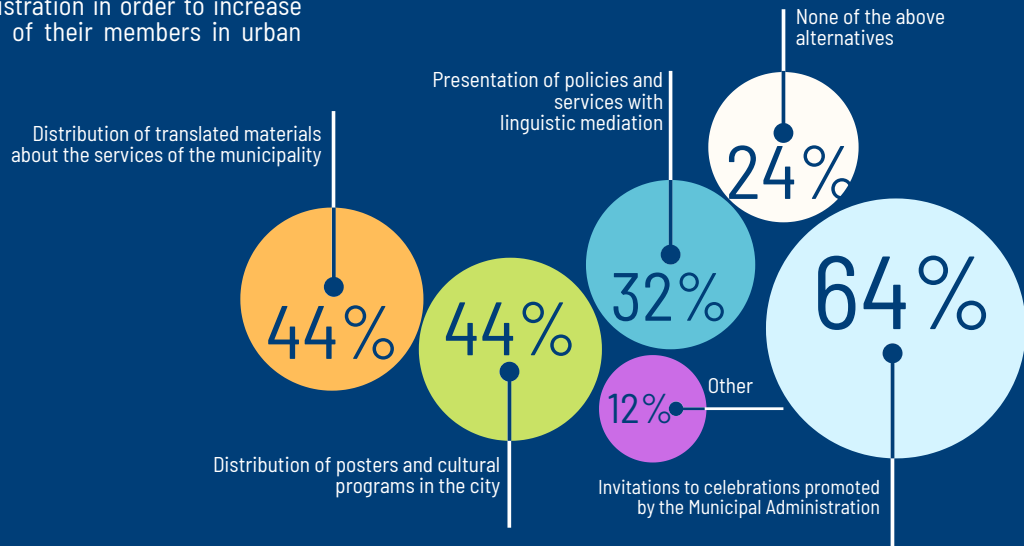 in order to increase
of their members in urban
None of the above
alternatives
Presentation of policies and
services with
linguistic mediation
Distribution of translated materials
about the services of the municipality
24%
64%
32%
44%
44%
12%
Other
Distribution of posters and cultural
programs in the city
Invitations to celebrations promoted
by the Municipal Administration